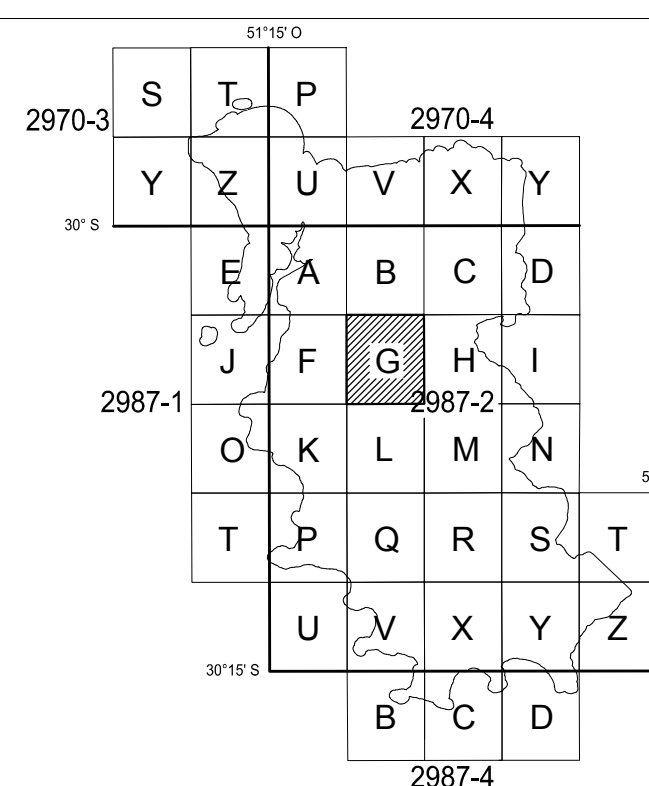 51°15' O
S T P
2970-3 2970-4
Y Z U V X Y
30° S
E A B C D
J F G H I
2987-1 2987-2
O K L M N
5
T P Q R S T
U V X Y Z
30°15' S
B C D
2987-4